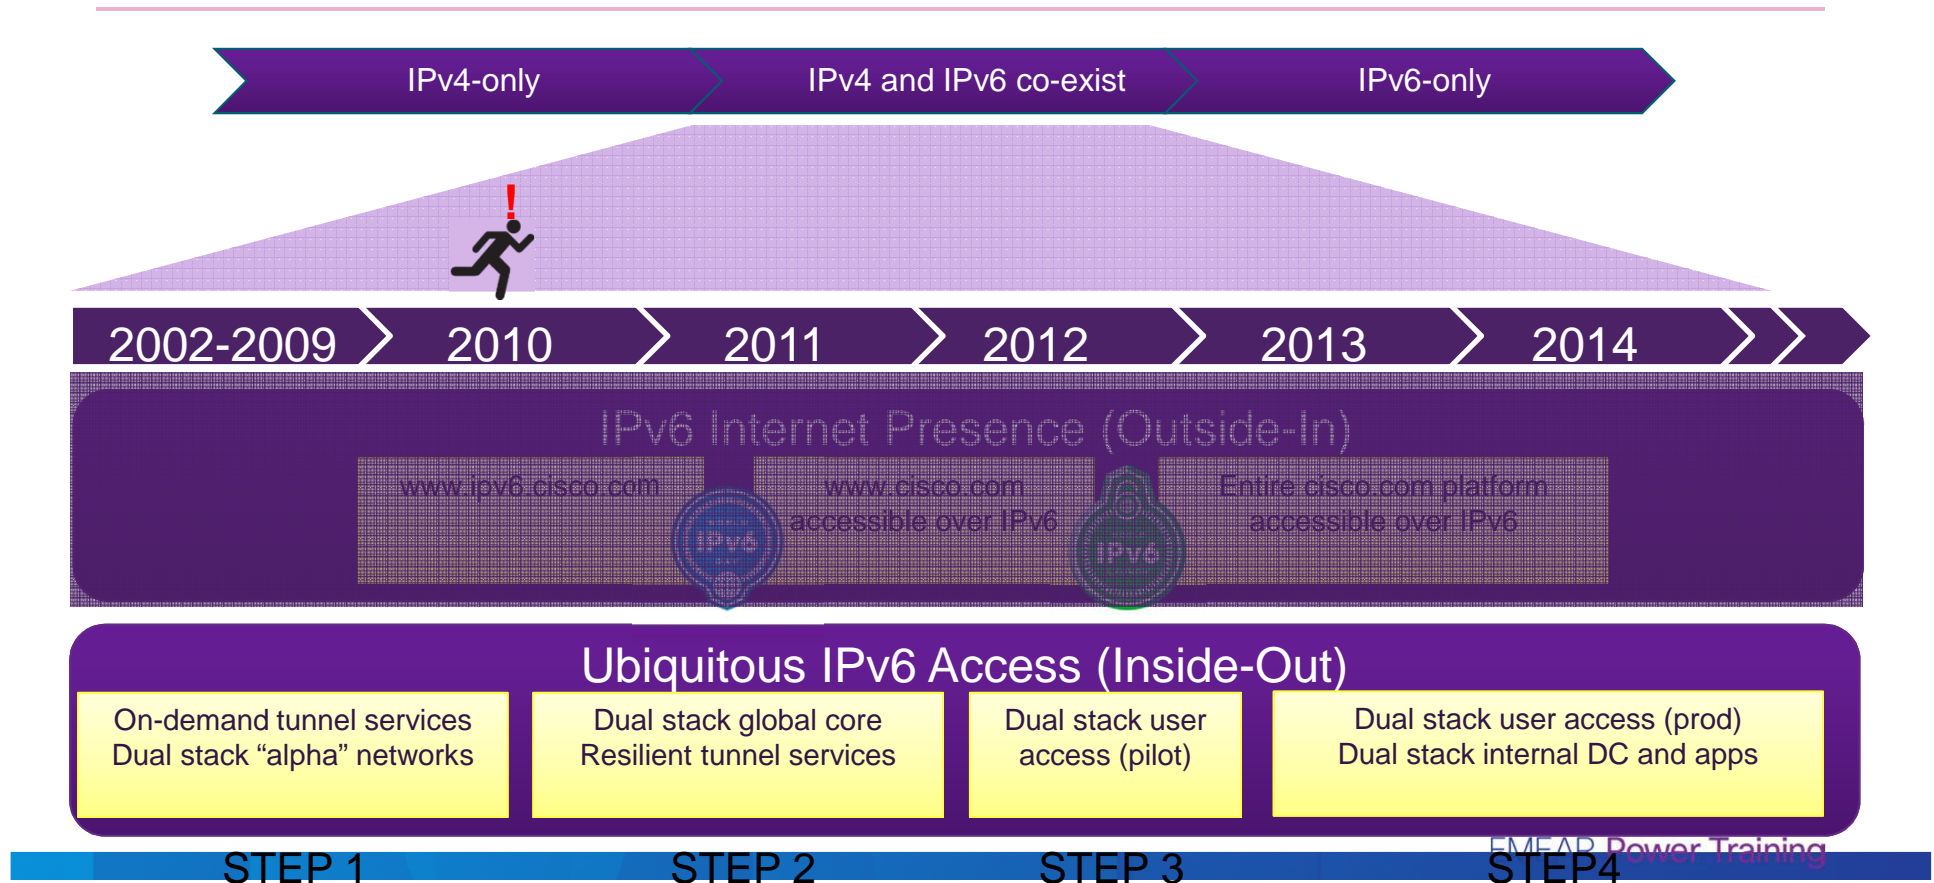 IPv4-only
IPv4 and IPv6 co-exist
IPv6-only
!
2002-2009
2010
2011
2012
2013
2014
IPv6 Internet Presence (Outside-In)
www.ipv6.cisco.com
www.cisco.com
accessible over IPv6
Entire cisco.com platform
accessible over IPv6
IPv6
IPv6
Ubiquitous IPv6 Access (Inside-Out)
On-demand tunnel services
Dual stack “alpha” networks
Dual stack global core
Resilient tunnel services
Dual stack user
access (pilot)
Dual stack user access (prod)
Dual stack internal DC and apps
EMEAR Power Training
STEP 1
STEP 2
STEP 3
STEP4